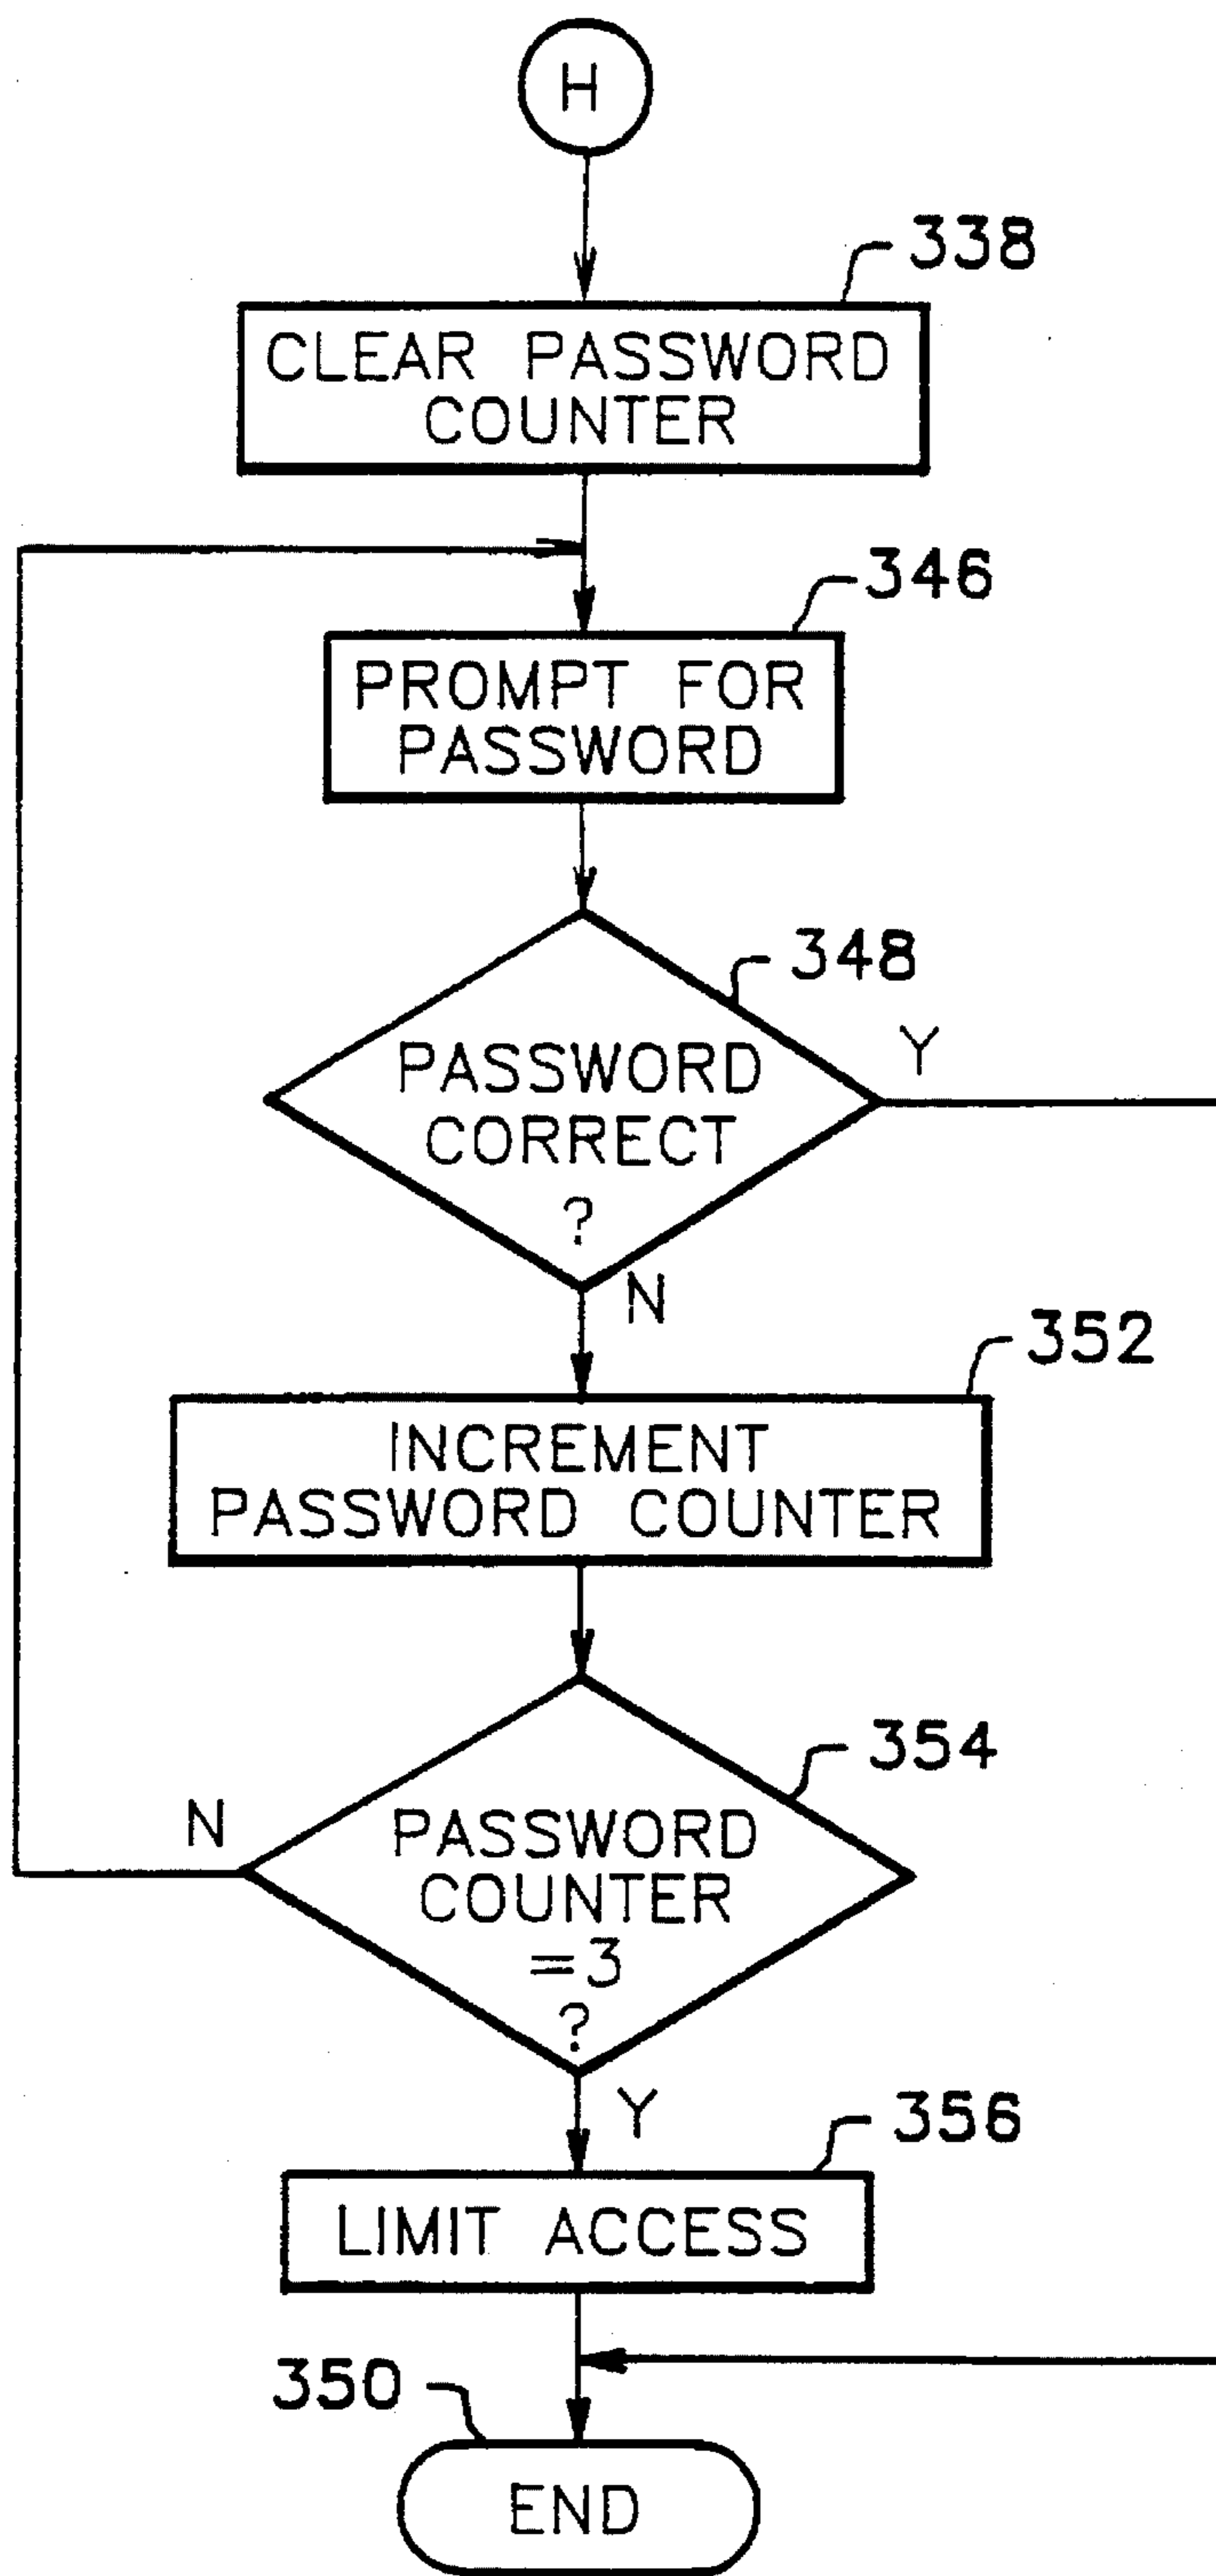 H
338
CLEAR PASSWORD
COUNTER
346
PROMPT FOR
PASSWORD
348
PASSWORD
CORRECT
?
Y
N
352
INCREMENT
PASSWORD COUNTER
354
N
PASSWORD
COUNTER
=3
?
Y
356
LIMIT ACCESS
350
END